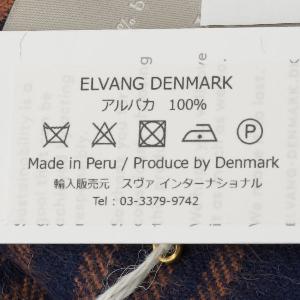 ELVANG DENMARK
アルパカ 100%
Made in Peru / Produce by Denmark
輸入販売元 スヴァ インターナショナル
Tel : 03-3379-9742